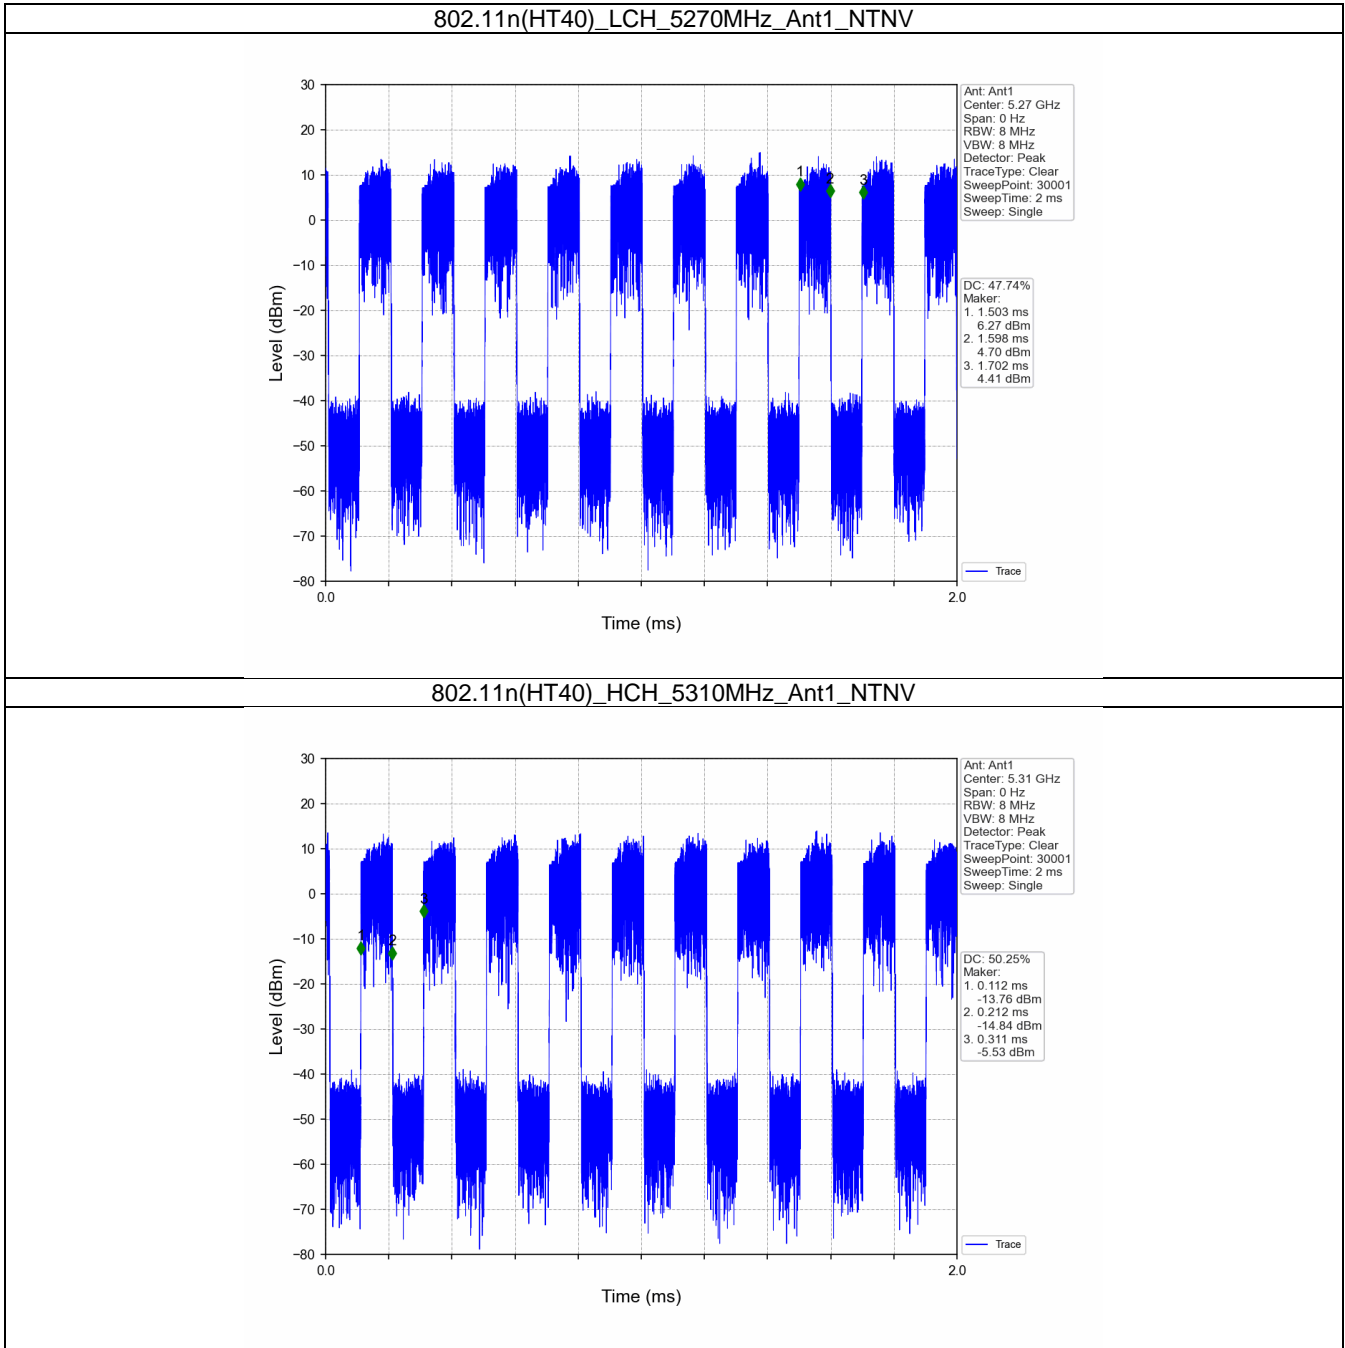 802.11n(HT40)_LCH_5270MHz_Ant1_NTNV
30
20
10
0
−10
−20
−30
−40
−50
−60
−70
−80
Level (dBm)
0.0
2.0
Time (ms)
1
2
3
Ant: Ant1
Center: 5.27 GHz
Span: 0 Hz
RBW: 8 MHz
VBW: 8 MHz
Detector: Peak
TraceType: Clear
SweepPoint: 30001
SweepTime: 2 ms
Sweep: Single
DC: 47.74%
Maker:
1. 1.503 ms
6.27 dBm
2. 1.598 ms
4.70 dBm
3. 1.702 ms
4.41 dBm
Trace
802.11n(HT40)_HCH_5310MHz_Ant1_NTNV
30
20
10
0
−10
−20
−30
−40
−50
−60
−70
−80
Level (dBm)
0.0
2.0
Time (ms)
1
2
3
Ant: Ant1
Center: 5.31 GHz
Span: 0 Hz
RBW: 8 MHz
VBW: 8 MHz
Detector: Peak
TraceType: Clear
SweepPoint: 30001
SweepTime: 2 ms
Sweep: Single
DC: 50.25%
Maker:
1. 0.112 ms
-13.76 dBm
2. 0.212 ms
-14.84 dBm
3. 0.311 ms
-5.53 dBm
Trace